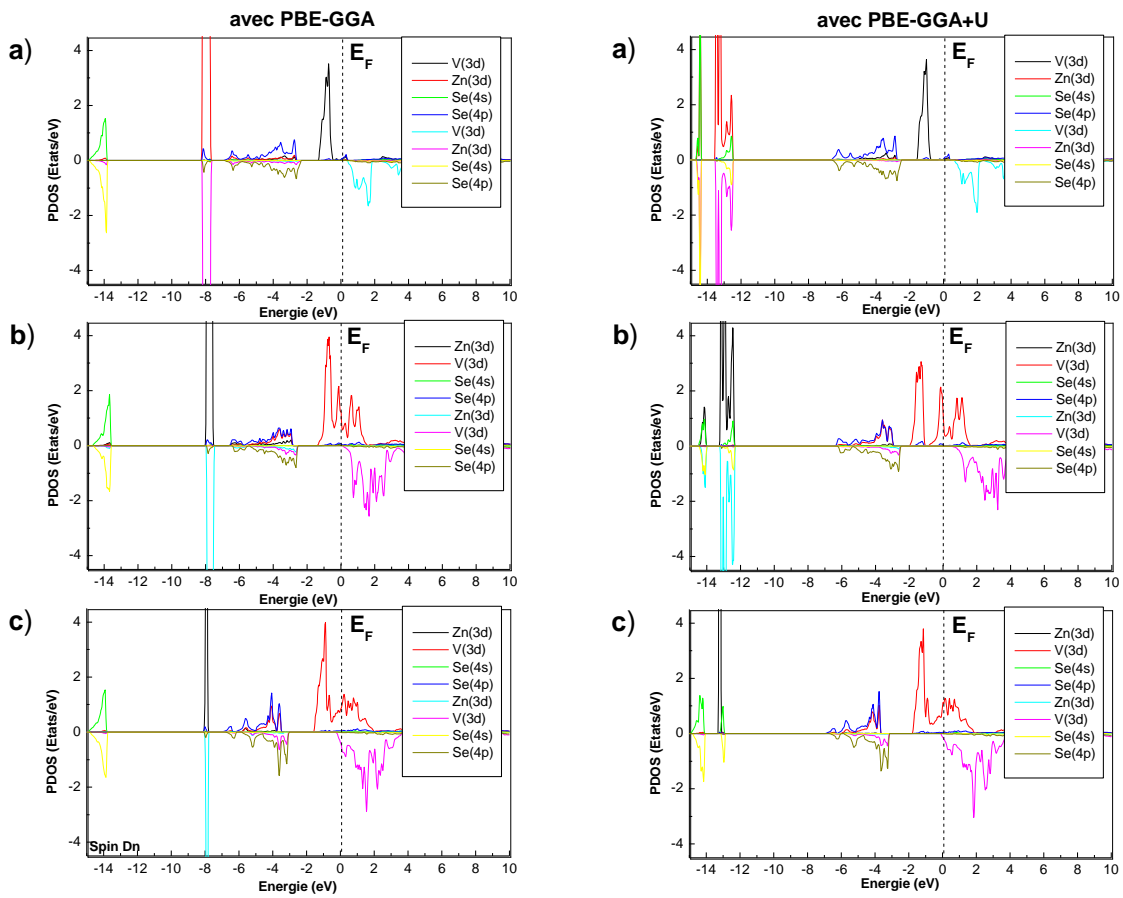 avec PBE-GGA
avec PBE-GGA+U
a)
E_F
V(3d)
Zn(3d)
Se(4s)
Se(4p)
V(3d)
Zn(3d)
Se(4s)
Se(4p)
4
2
0
-2
-4
PDOS (Etats/eV)
-14 -12 -10 -8 -6 -4 -2 0 2 4 6 8 10
Energie (eV)
a)
E_F
V(3d)
Zn(3d)
Se(4s)
Se(4p)
V(3d)
Zn(3d)
Se(4s)
Se(4p)
4
2
0
-2
-4
PDOS (Etats/eV)
-14 -12 -10 -8 -6 -4 -2 0 2 4 6 8 10
Energie (eV)
b)
E_F
Zn(3d)
V(3d)
Se(4s)
Se(4p)
Zn(3d)
V(3d)
Se(4s)
Se(4p)
4
2
0
-2
-4
PDOS (Etats/eV)
-14 -12 -10 -8 -6 -4 -2 0 2 4 6 8 10
Energie (eV)
b)
E_F
Zn(3d)
V(3d)
Se(4s)
Se(4p)
Zn(3d)
V(3d)
Se(4s)
Se(4p)
4
2
0
-2
-4
PDOS (Etats/eV)
-14 -12 -10 -8 -6 -4 -2 0 2 4 6 8 10
Energie (eV)
c)
E_F
Zn(3d)
V(3d)
Se(4s)
Se(4p)
Zn(3d)
V(3d)
Se(4s)
Se(4p)
4
2
0
-2
-4
PDOS (Etats/eV)
Spin Dn
-14 -12 -10 -8 -6 -4 -2 0 2 4 6 8 10
Energie (eV)
c)
E_F
Zn(3d)
V(3d)
Se(4s)
Se(4p)
Zn(3d)
V(3d)
Se(4s)
Se(4p)
4
2
0
-2
-4
PDOS (Etats/eV)
-14 -12 -10 -8 -6 -4 -2 0 2 4 6 8 10
Energie (eV)